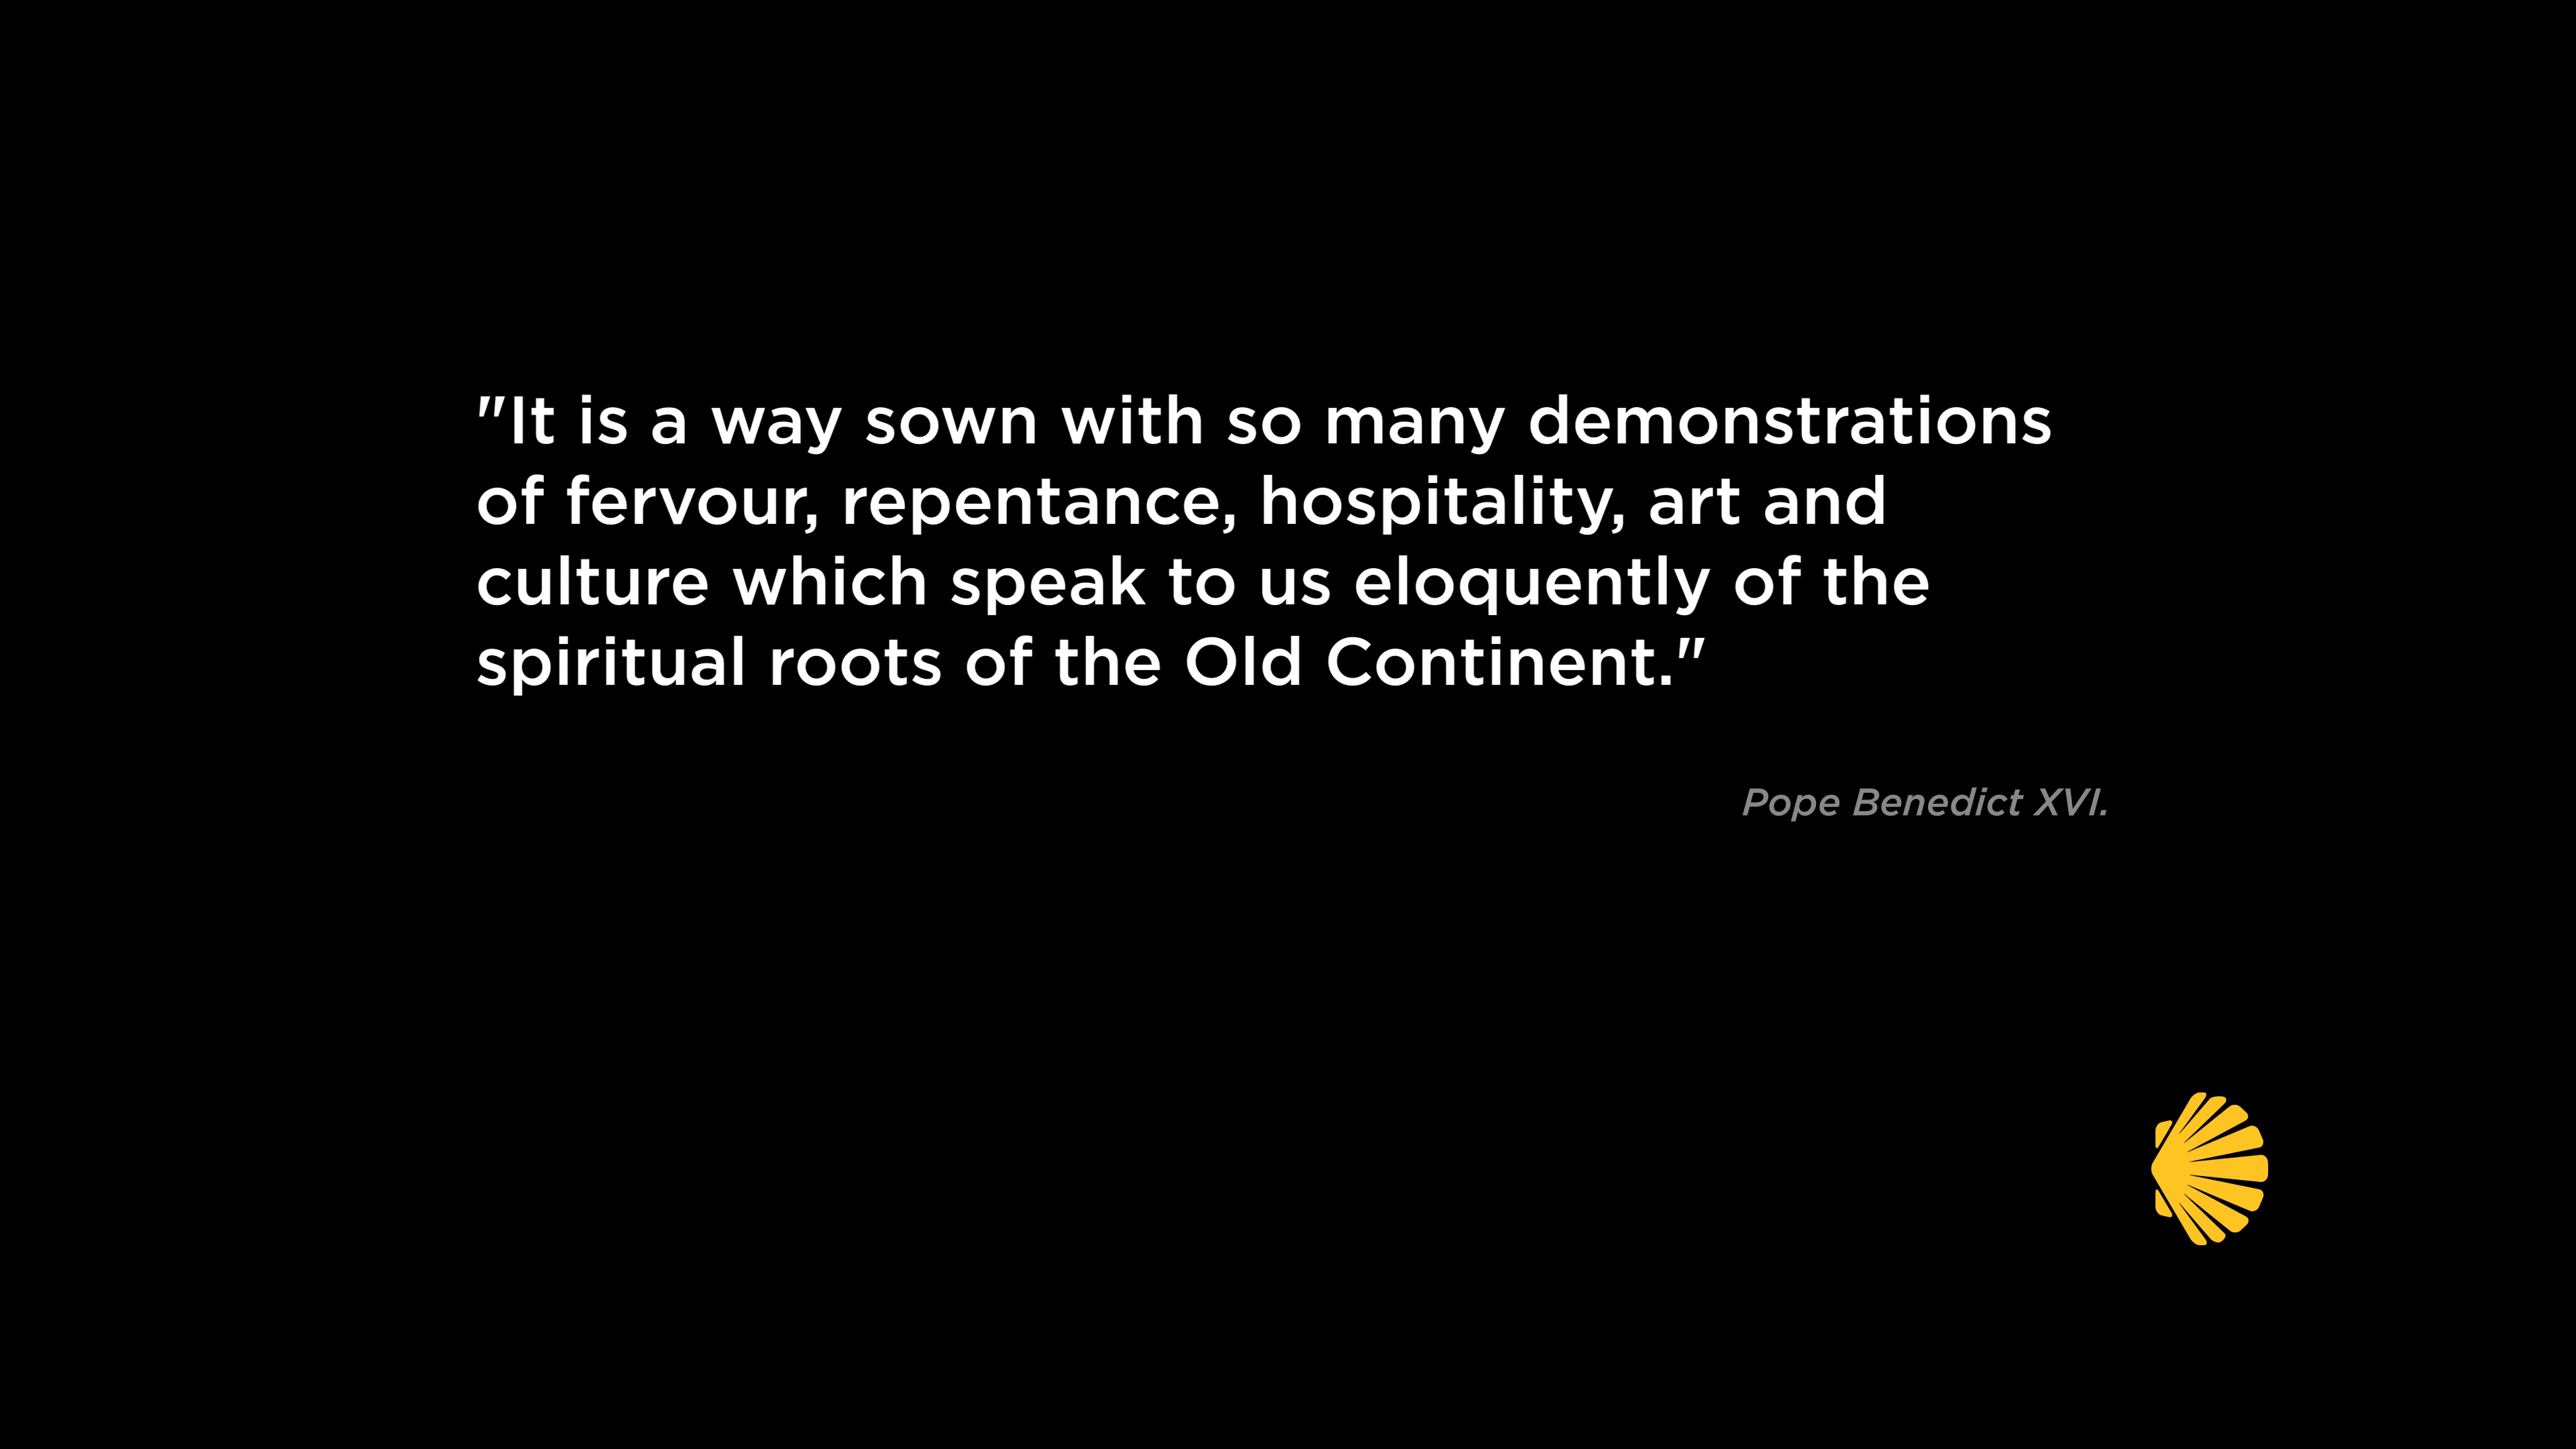 "It is a way sown with so many demonstrations
of fervour, repentance, hospitality, art and
culture which speak to us eloquently of the
spiritual roots of the Old Continent."
Pope Benedict XVI.